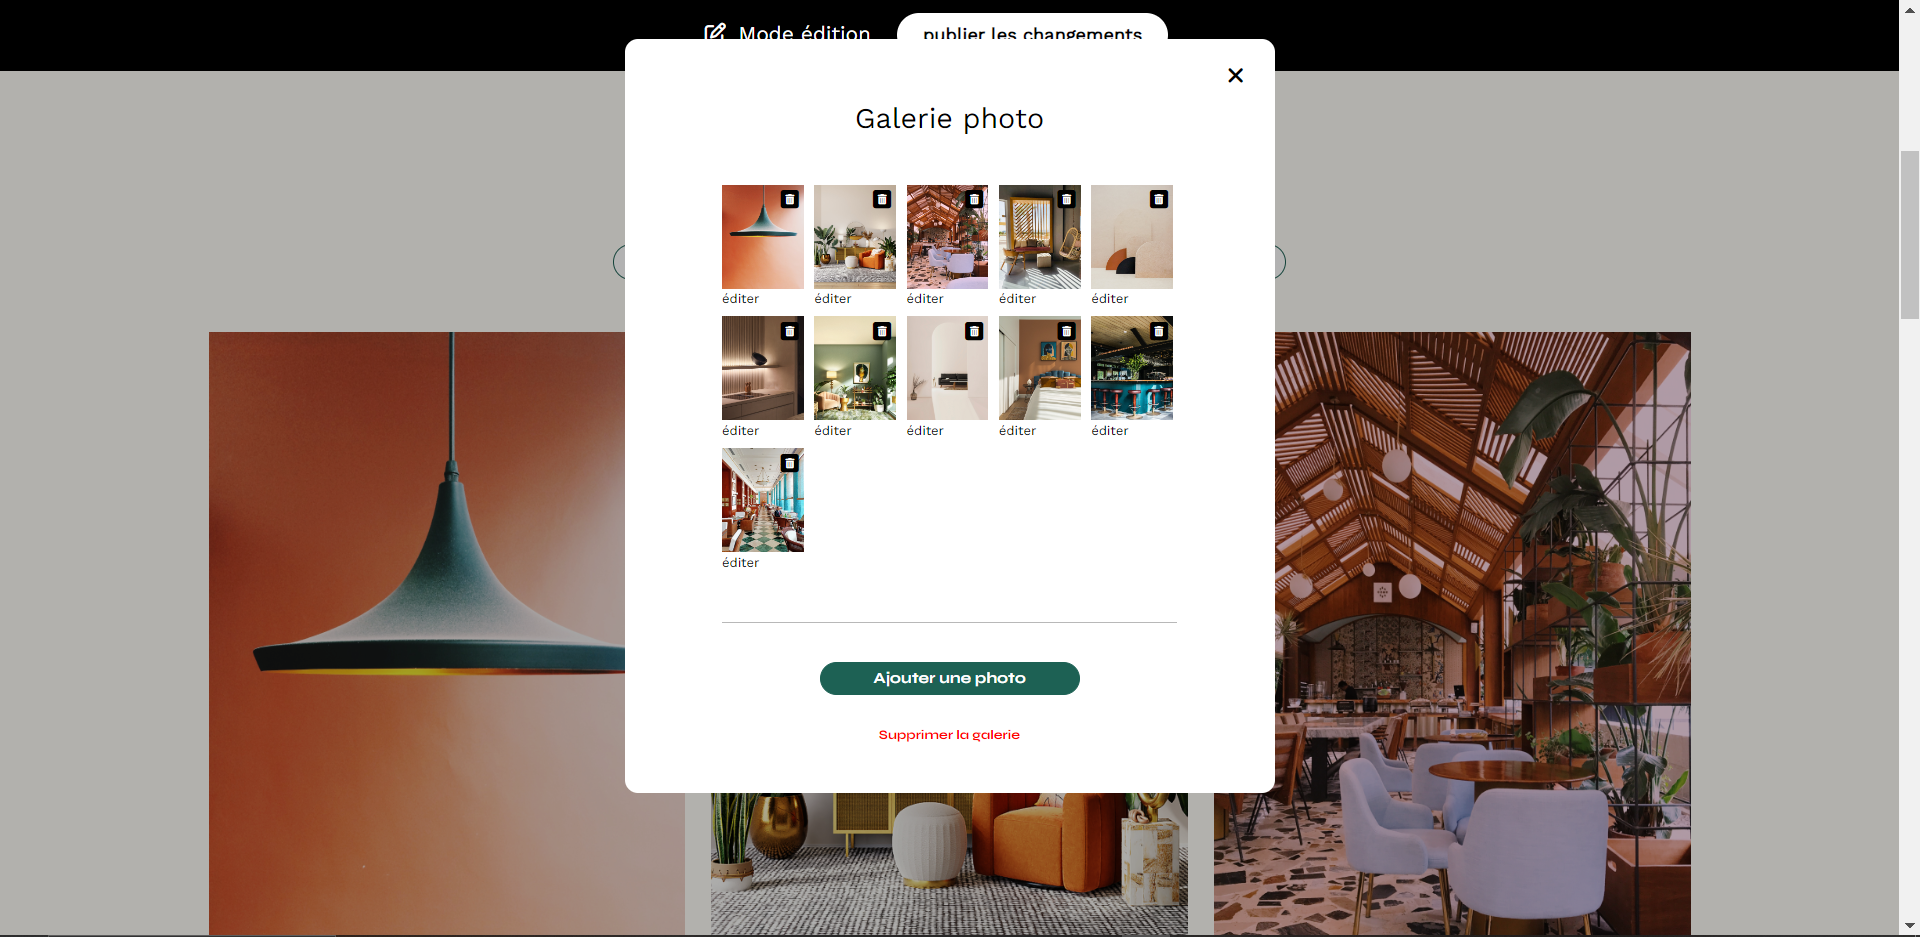 Mode édition
publier les changements
Galerie photo
éditer éditer éditer éditer éditer
éditer éditer éditer éditer éditer
éditer
Ajouter une photo
Supprimer la galerie